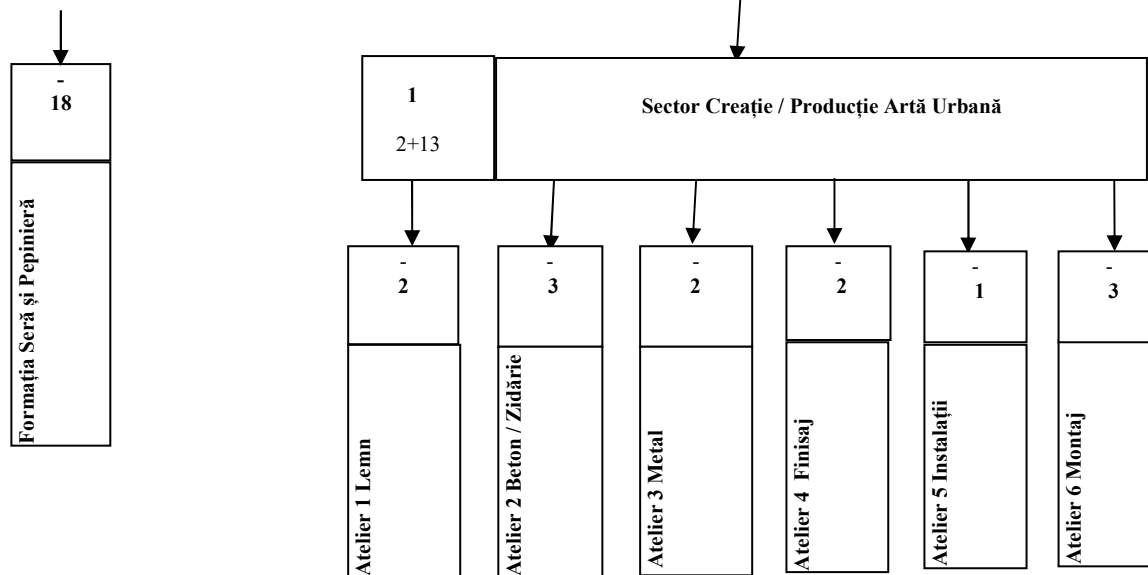 -
18
Formația Seră și Pepinieră
1
2+13
Sector Creație / Producție Artă Urbană
-
2
Atelier 1 Lemn
-
3
Atelier 2 Beton / Zidărie
-
2
Atelier 3 Metal
-
2
Atelier 4 Finisaj
-
1
Atelier 5 Instalații
-
3
Atelier 6 Montaj